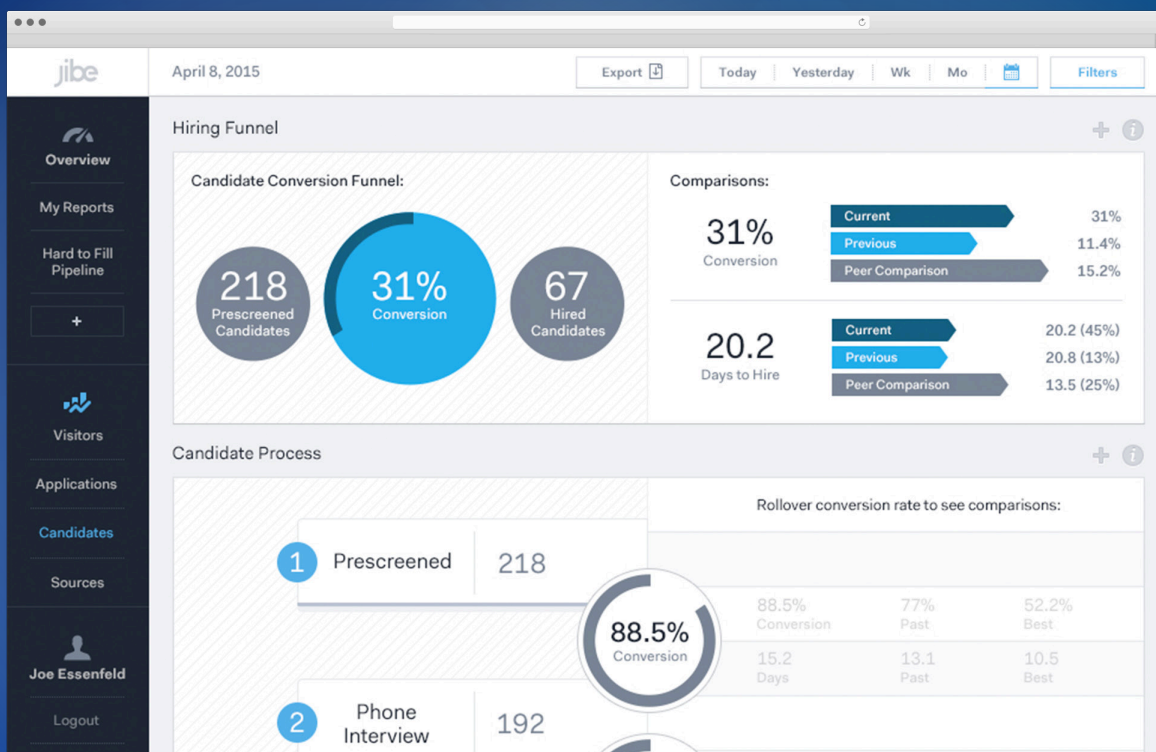 jibe
April 8, 2015
Export
Today
Yesterday
Wk
Mo
Filters
Overview
My Reports
Hard to Fill
Pipeline
+
Visitors
Applications
Candidates
Sources
Joe Essenfeld
Logout
Hiring Funnel
Candidate Conversion Funnel:
218
Prescreened
Candidates
31%
Conversion
67
Hired
Candidates
Comparisons:
31%
Conversion
Current 31%
Previous 11.4%
Peer Comparison 15.2%
20.2
Days to Hire
Current 20.2 (45%)
Previous 20.8 (13%)
Peer Comparison 13.5 (25%)
Candidate Process
Rollover conversion rate to see comparisons:
1 Prescreened 218
88.5%
Conversion
88.5% 77% 52.2%
Conversion Past Best
15.2 13.1 10.5
Days Past Best
2 Phone
Interview 192